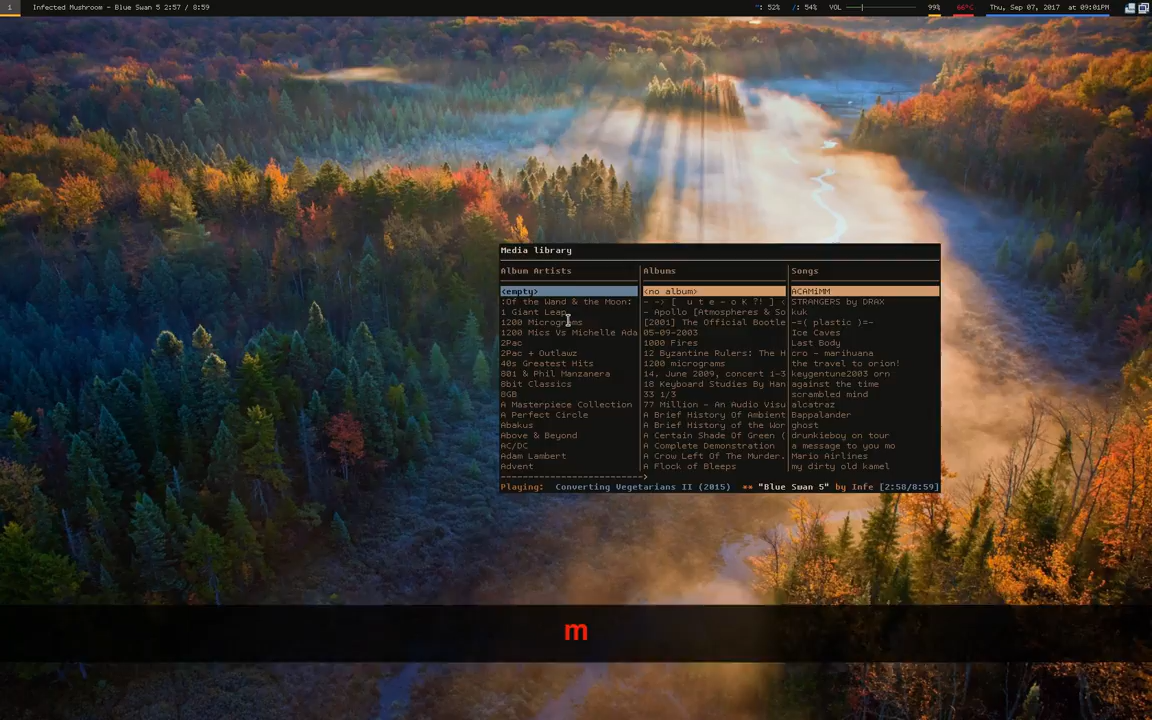 1 Infected Mushroom - Blue Swan 5 2:57 / 8:59 ~: 52% /: 54% VOL 99% 66°C Thu, Sep 07, 2017 at 09:01PM
Media library
Album Artists Albums Songs
<empty> <no album> ACAMiMM
:Of the Wand & the Moon: - -> [ u t e - o K ?! ] < STRANGERS by DRAX
1 Giant Leap - Apollo [Atmospheres & So kuk
1200 Micrograms [2001] The Official Bootle -=( plastic )=-
1200 Mics Vs Michelle Ada 05-09-2003 Ice Caves
2Pac 1000 Fires Last Body
2Pac + Outlawz 12 Byzantine Rulers: The H cro - marihuana
40s Greatest Hits 1200 micrograms the travel to orion!
801 & Phil Manzanera 14. June 2009, concert 1-3 keygentune2003 orn
8bit Classics 18 Keyboard Studies By Han against the time
8GB 33 1/3 scrambled mind
A Masterpiece Collection 77 Million - An Audio Visu alcatraz
A Perfect Circle A Brief History Of Ambient Bappalander
Abakus A Brief History of the Wor ghost
Above & Beyond A Certain Shade Of Green ( drunkieboy on tour
AC/DC A Complete Demonstration a message to you mo
Adam Lambert A Crow Left Of The Murder. Mario Airlines
Advent A Flock of Bleeps my dirty old kamel
Playing: Converting Vegetarians II (2015) ** "Blue Swan 5" by Infe [2:58/8:59]
m